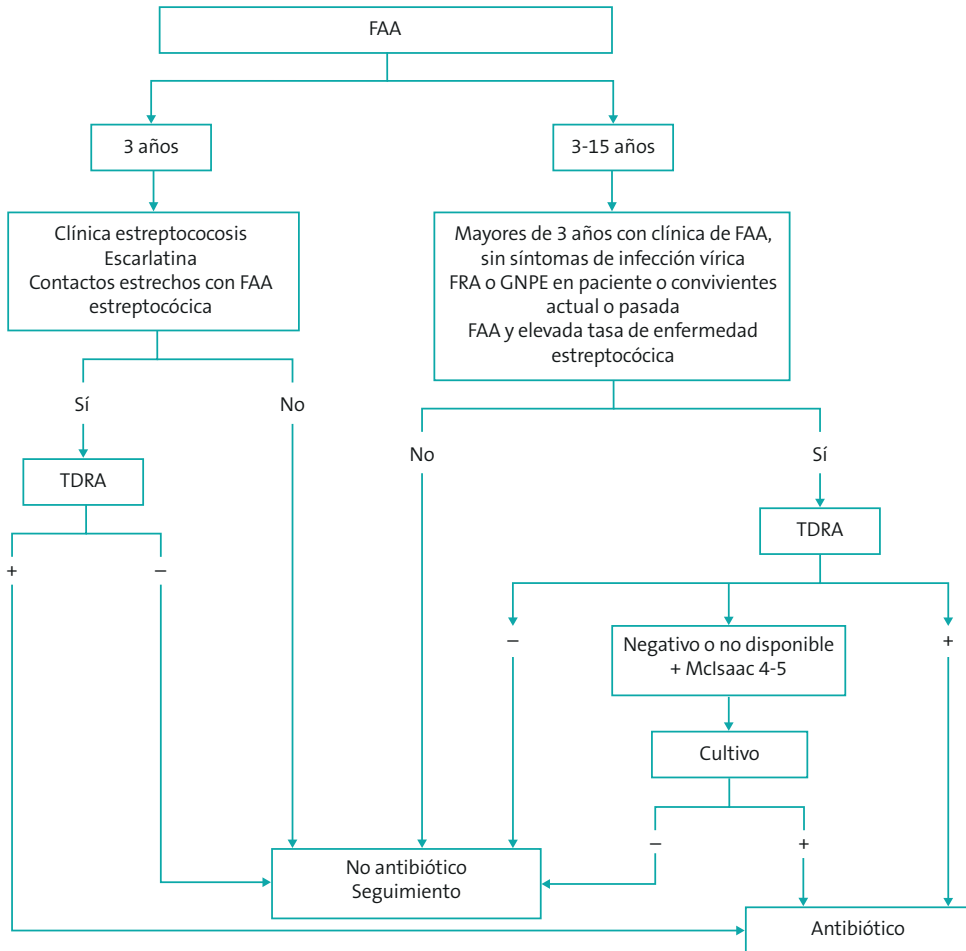 FAA
3 años
3-15 años
Clínica estreptococosis
Escarlatina
Contactos estrechos con FAA
estreptocócica
Mayores de 3 años con clínica de FAA,
sin síntomas de infección vírica
FRA o GNPE en paciente o convivientes
actual o pasada
FAA y elevada tasa de enfermedad
estreptocócica
Sí
No
No
Sí
TDRA
TDRA
+
–
–
Negativo o no disponible
+ McIsaac 4-5
+
Cultivo
–
+
No antibiótico
Seguimiento
Antibiótico